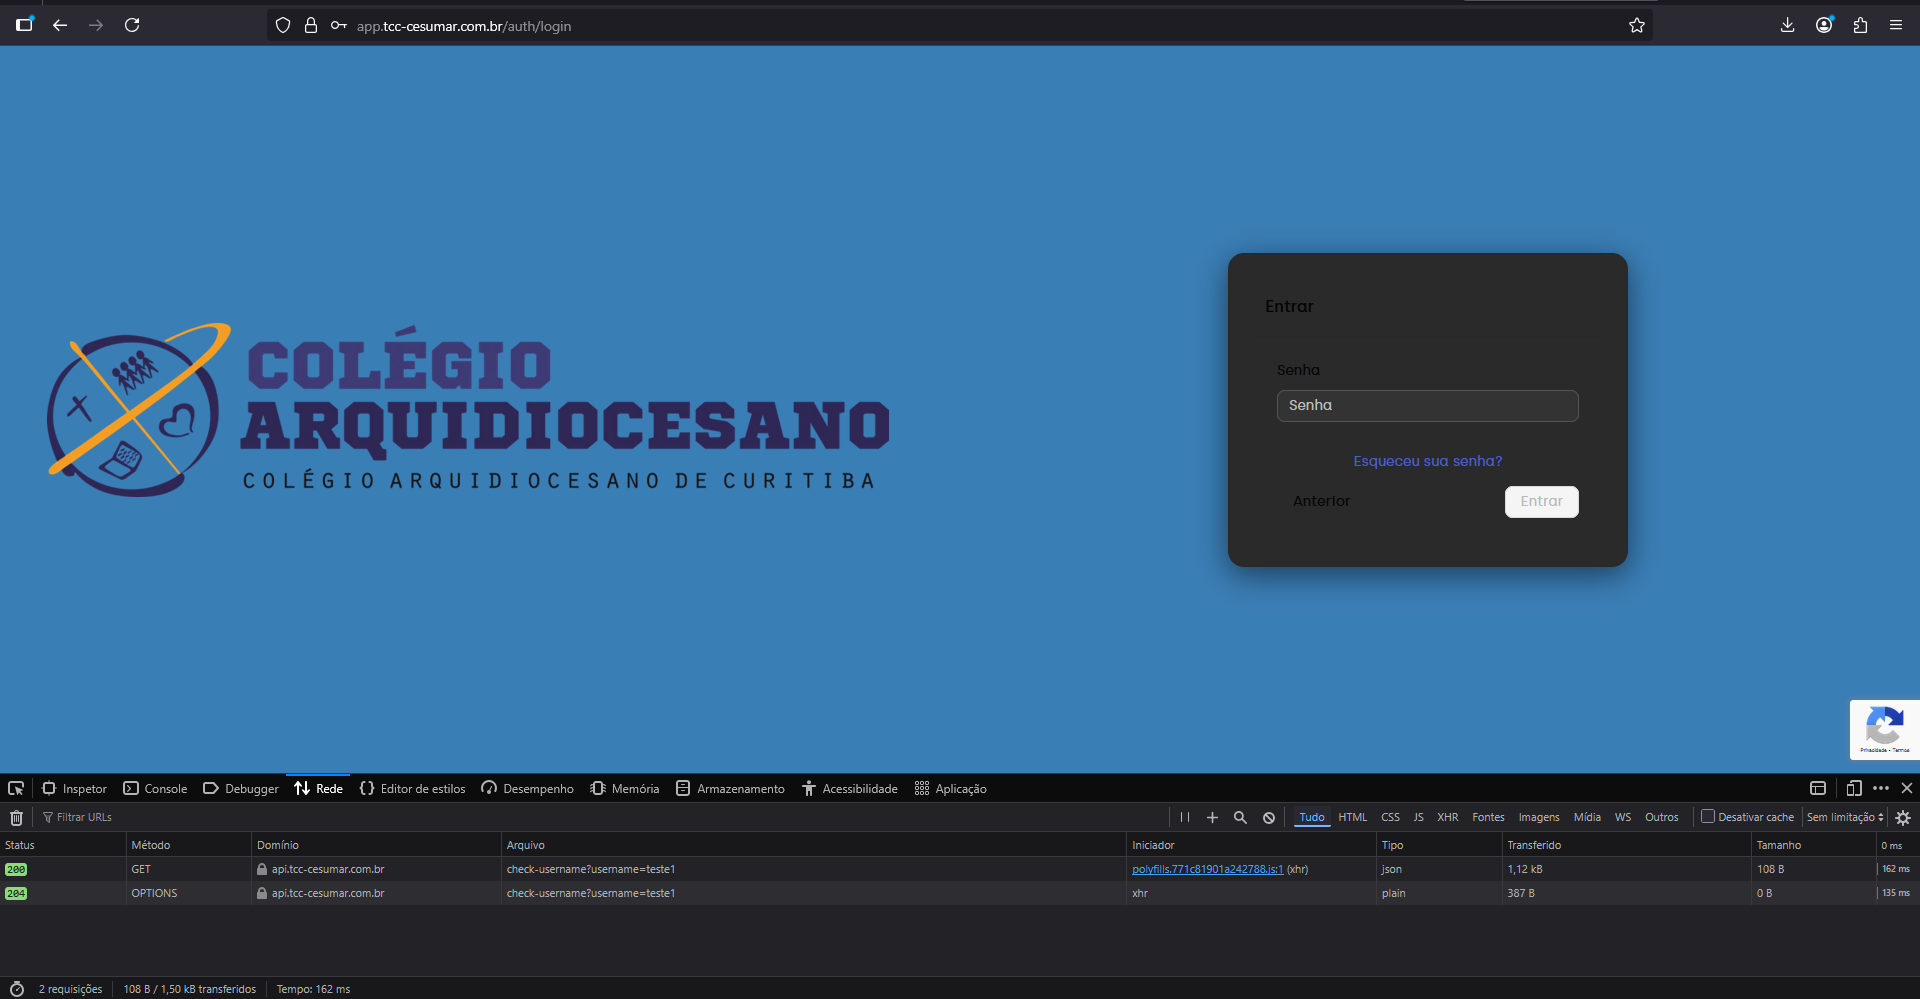 app.tcc-cesumar.com.br/auth/login
COLÉGIO
ARQUIDIOCESANO
COLÉGIO ARQUIDIOCESANO DE CURITIBA
Entrar
Senha
Senha
Esqueceu sua senha?
Anterior
Entrar
Privacidade • Termos
Inspetor
Console
Debugger
Rede
Editor de estilos
Desempenho
Memória
Armazenamento
Acessibilidade
Aplicação
Filtrar URLs
Tudo
HTML
CSS
JS
XHR
Fontes
Imagens
Mídia
WS
Outros
Desativar cache
Sem limitação
Status Método Domínio Arquivo Iniciador Tipo Transferido Tamanho 0 ms
200 GET api.tcc-cesumar.com.br check-username?username=teste1 polyfills.771c81901a242788.js:1 (xhr) json 1,12 kB 108 B 162 ms
204 OPTIONS api.tcc-cesumar.com.br check-username?username=teste1 xhr plain 387 B 0 B 135 ms
2 requisições
108 B / 1,50 kB transferidos
Tempo: 162 ms